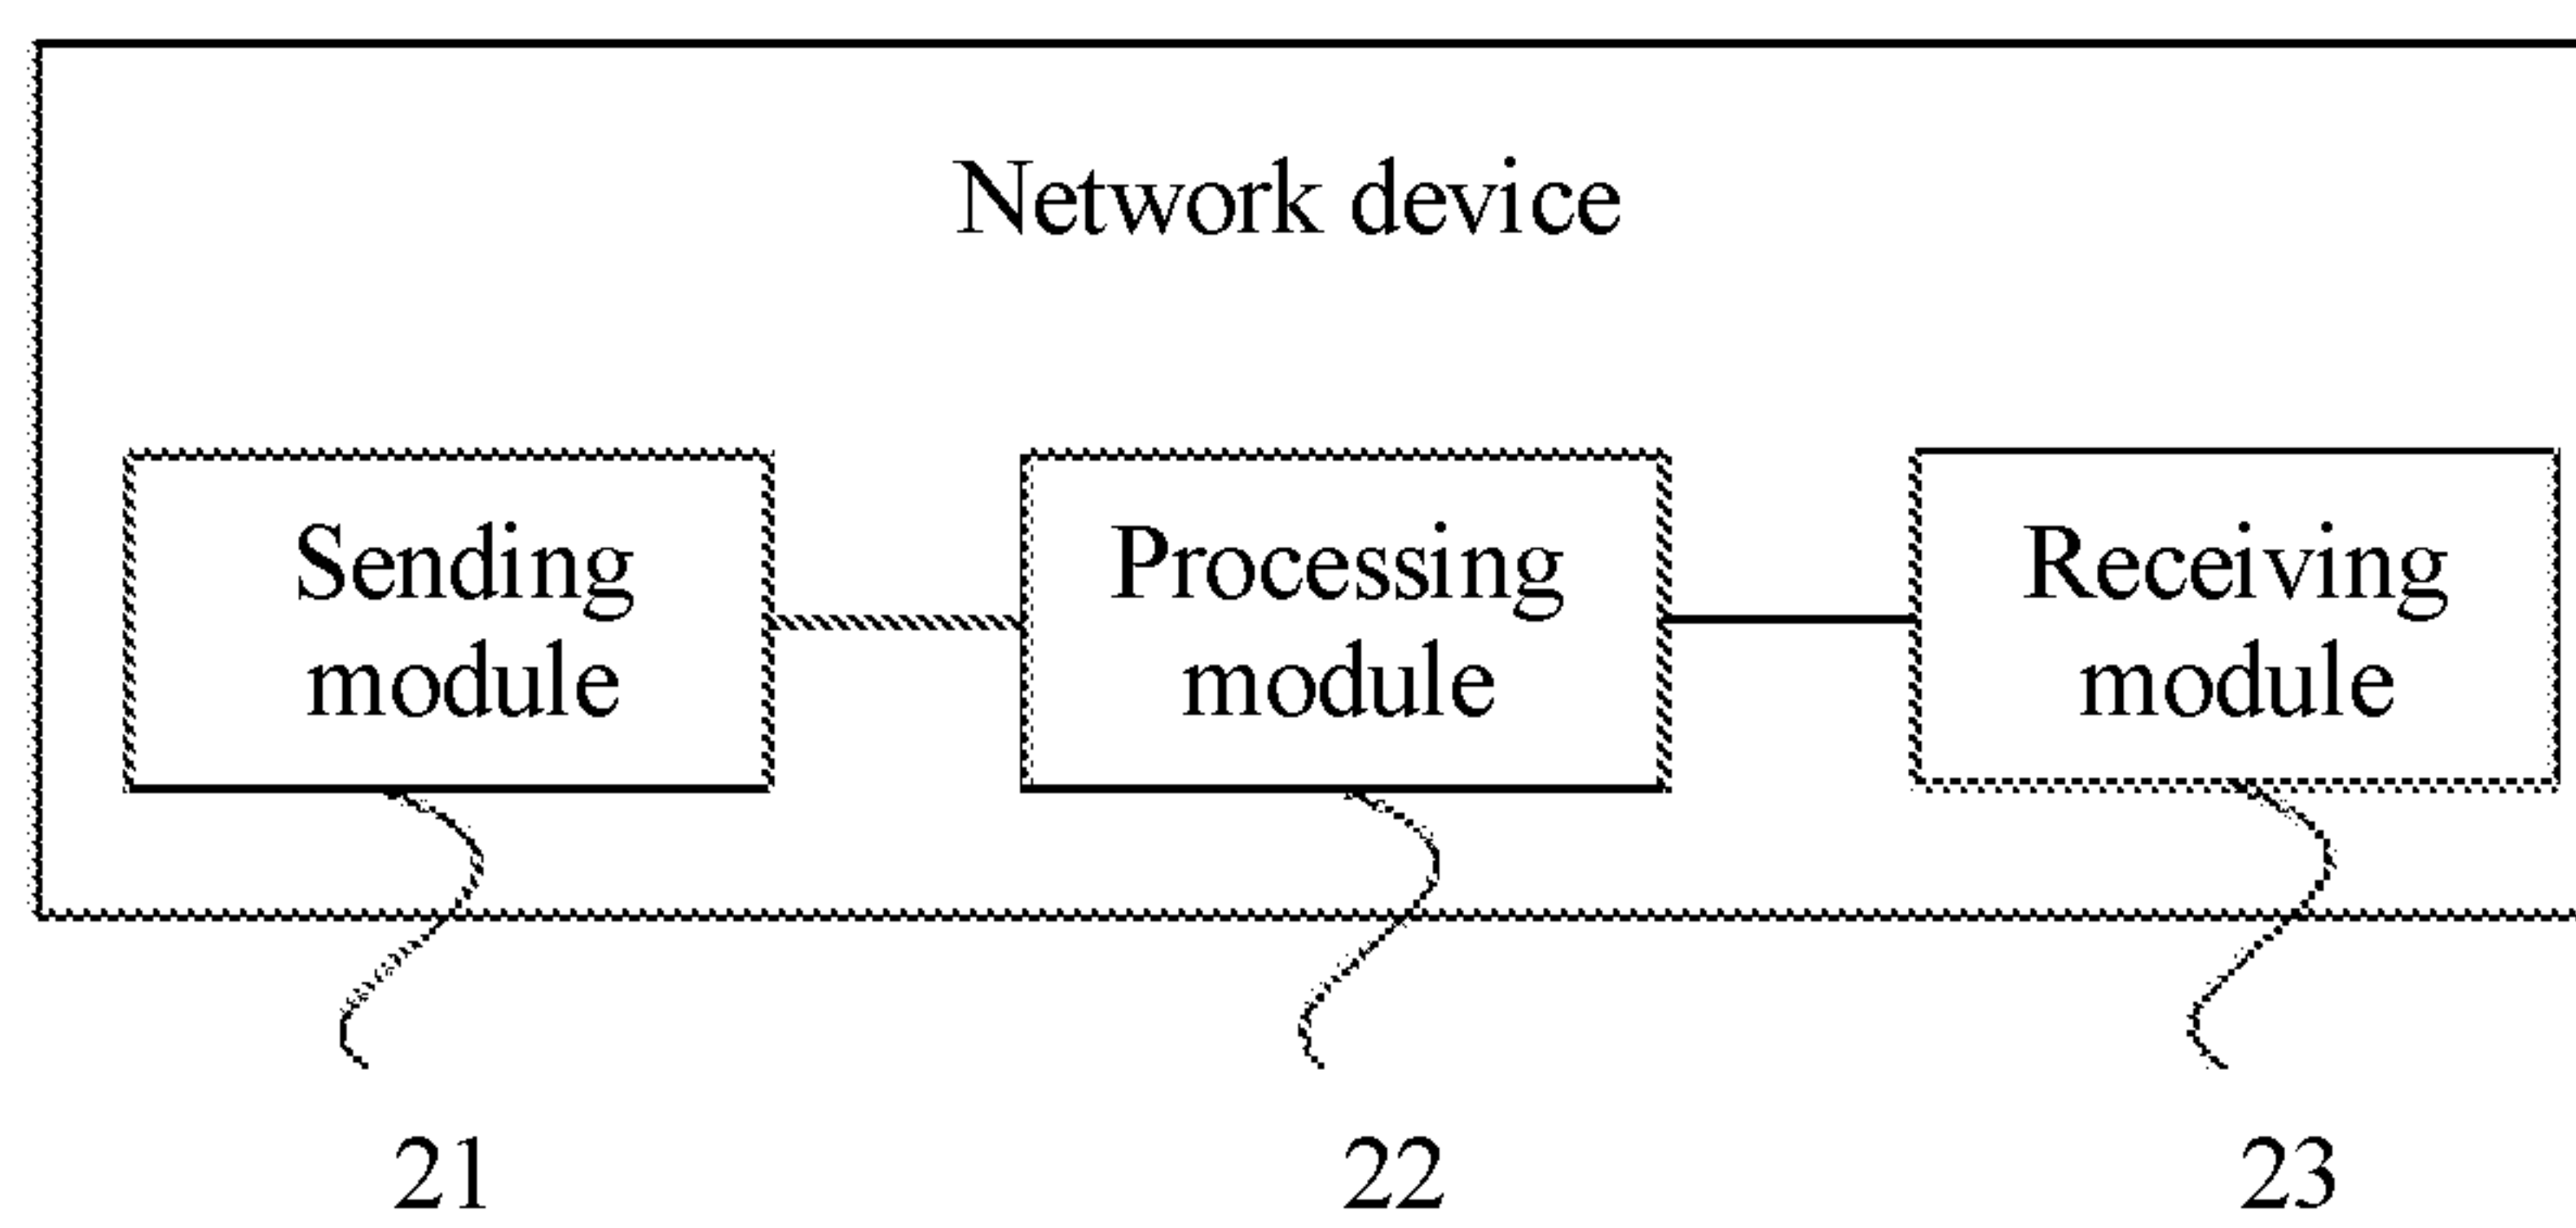 Network device
Sending
module
Processing
module
Receiving
module
21
22
23